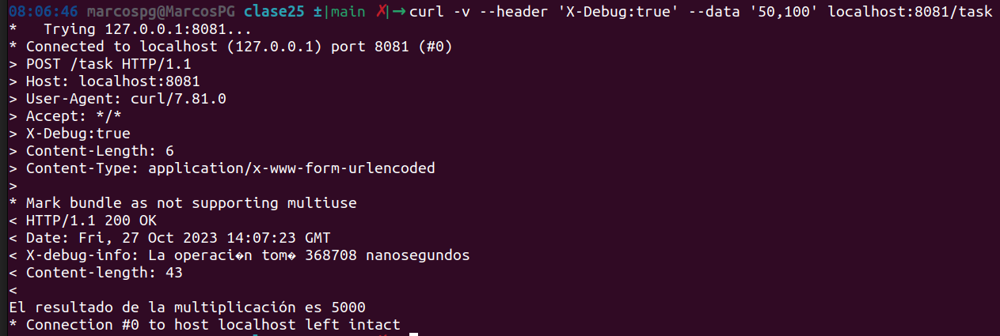 08:06:46 marcospg@MarcosPG clase25 ±|main ✗|→curl -v --header 'X-Debug:true' --data '50,100' localhost:8081/task
*   Trying 127.0.0.1:8081...
* Connected to localhost (127.0.0.1) port 8081 (#0)
> POST /task HTTP/1.1
> Host: localhost:8081
> User-Agent: curl/7.81.0
> Accept: */*
> X-Debug:true
> Content-Length: 6
> Content-Type: application/x-www-form-urlencoded
>
* Mark bundle as not supporting multiuse
< HTTP/1.1 200 OK
< Date: Fri, 27 Oct 2023 14:07:23 GMT
< X-debug-info: La operaci�n tom� 368708 nanosegundos
< Content-length: 43
<
El resultado de la multiplicación es 5000
* Connection #0 to host localhost left intact